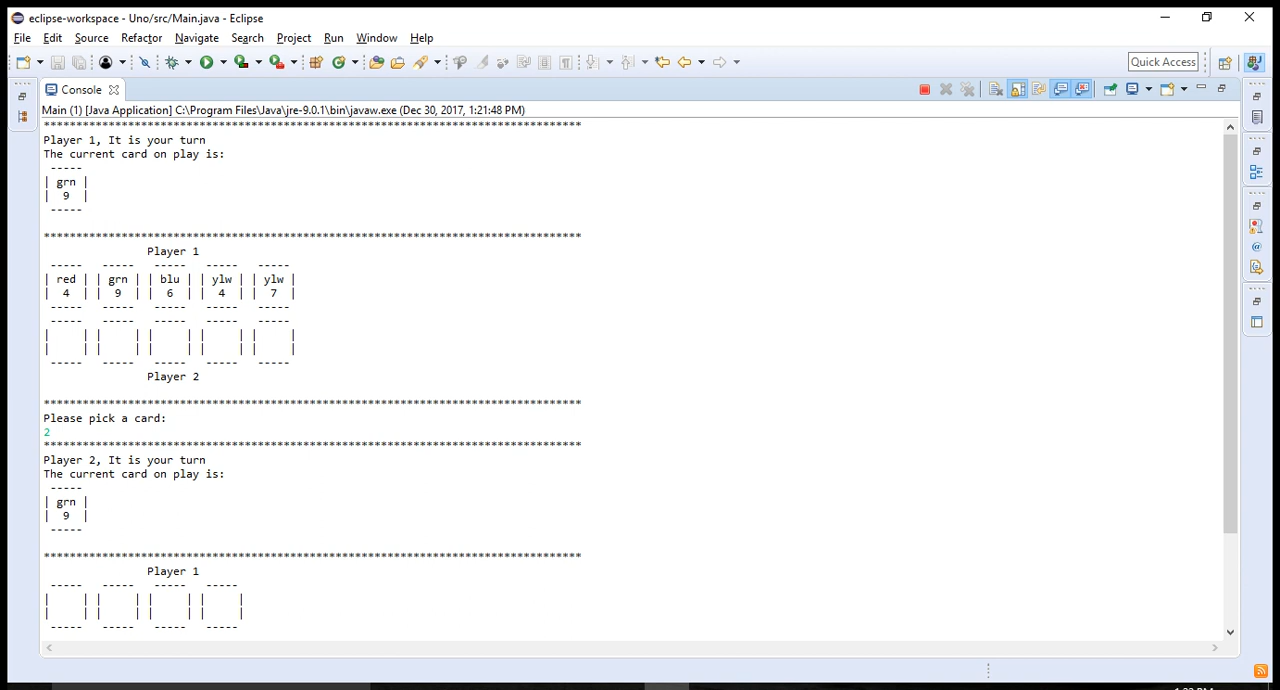 eclipse-workspace - Uno/src/Main.java - Eclipse
File Edit Source Refactor Navigate Search Project Run Window Help
Quick Access
Console
Main (1) [Java Application] C:\Program Files\Java\jre-9.0.1\bin\javaw.exe (Dec 30, 2017, 1:21:48 PM)
*********************************************************************
Player 1, It is your turn
The current card on play is:
 -----
| grn |
|  9  |
 -----
*********************************************************************
Player 1
 -----   -----   -----   -----   -----
| red | | grn | | blu | | ylw | | ylw |
|  4  | |  9  | |  6  | |  4  | |  7  |
 -----   -----   -----   -----   -----
 -----   -----   -----   -----   -----
|     | |     | |     | |     | |     |
|     | |     | |     | |     | |     |
 -----   -----   -----   -----   -----
Player 2
*********************************************************************
Please pick a card:
2
*********************************************************************
Player 2, It is your turn
The current card on play is:
 -----
| grn |
|  9  |
 -----
*********************************************************************
Player 1
 -----   -----   -----   -----
|     | |     | |     | |     |
|     | |     | |     | |     |
 -----   -----   -----   -----